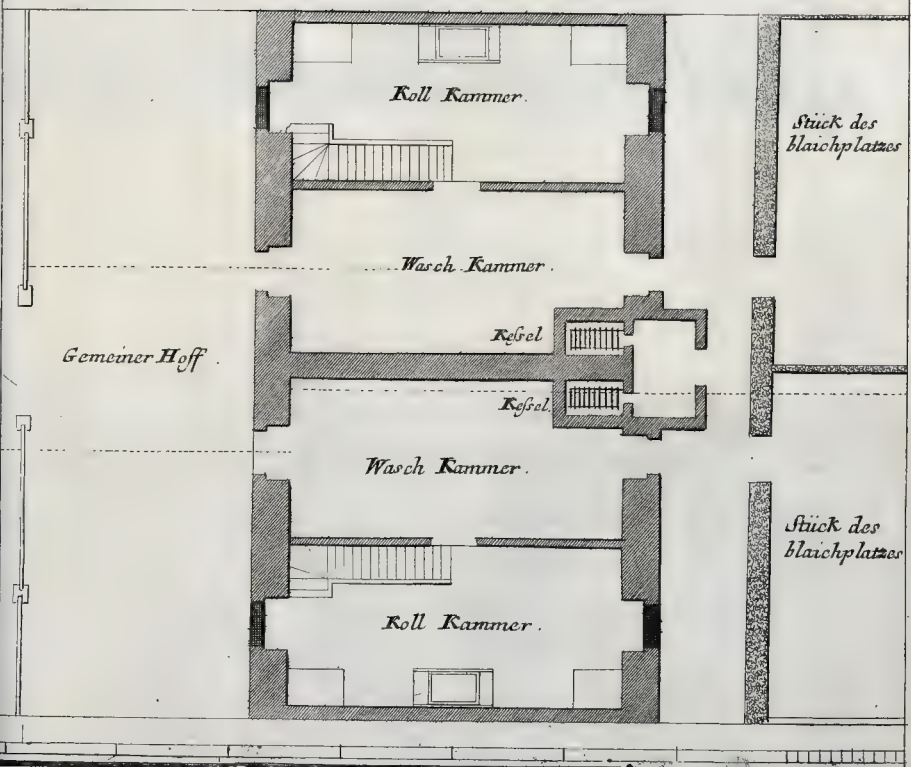 Roll Kammer.
Stück des
blaichplatzes
Wasch Kammer.
Keſsel
Gemeiner Hoff.
Keſsel.
Wasch Kammer.
Stück des
blaichplatzes
Roll Kammer.